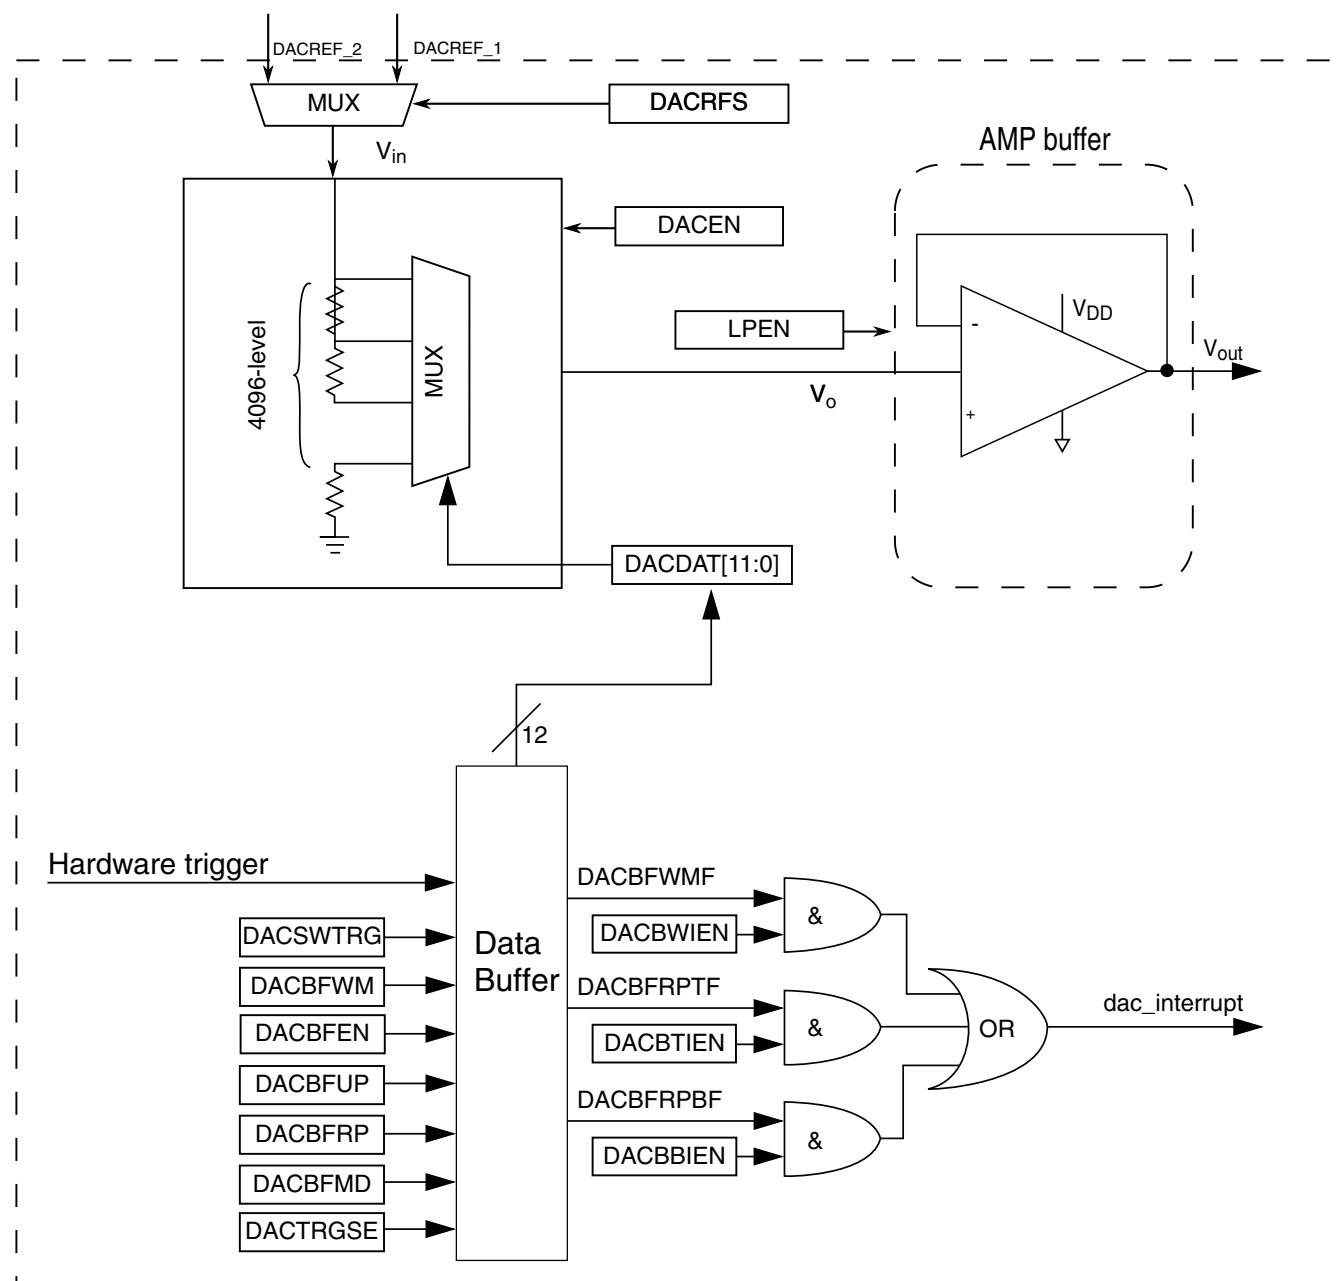 DACREF_2
DACREF_1
MUX
DACRFS
Vin
AMP buffer
DACEN
LPEN
VDD
-
+
Vout
4096-level
MUX
Vo
DACDAT[11:0]
12
Hardware trigger
DACSWTRG
DACBFWM
DACBFEN
DACBFUP
DACBFRP
DACBFMD
DACTRGSE
Data
Buffer
DACBFWMF
DACBWIEN
&
DACBFRPTF
DACBTIEN
&
DACBFRPBF
DACBBIEN
&
OR
dac_interrupt